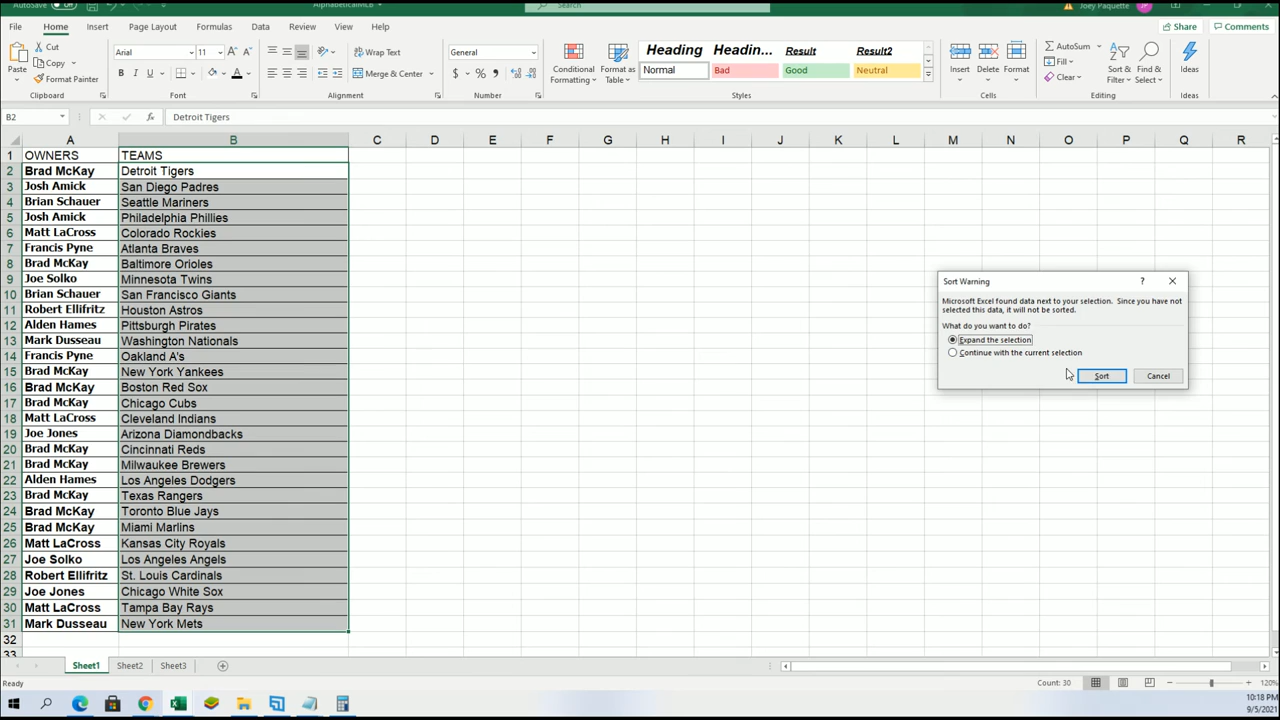 AutoSave Off AlphabeticalMLB Search Joey Paquette JP
File Home Insert Page Layout Formulas Data Review View Help Share Comments
Paste Cut Copy Format Painter Clipboard
Arial 11 A A B I U A Font
Wrap Text Merge & Center Alignment
General $ % Number
Conditional Formatting Format as Table
Heading Headin... Result Result2
Normal Bad Good Neutral
Styles
Insert Delete Format Cells
AutoSum Fill Clear Sort & Filter Find & Select Editing
Ideas Ideas
B2 fx Detroit Tigers
A B C D E F G H I J K L M N O P Q R
1 OWNERS TEAMS
2 Brad McKay Detroit Tigers
3 Josh Amick San Diego Padres
4 Brian Schauer Seattle Mariners
5 Josh Amick Philadelphia Phillies
6 Matt LaCross Colorado Rockies
7 Francis Pyne Atlanta Braves
8 Brad McKay Baltimore Orioles
9 Joe Solko Minnesota Twins
10 Brian Schauer San Francisco Giants
11 Robert Ellifritz Houston Astros
12 Alden Hames Pittsburgh Pirates
13 Mark Dusseau Washington Nationals
14 Francis Pyne Oakland A's
15 Brad McKay New York Yankees
16 Brad McKay Boston Red Sox
17 Brad McKay Chicago Cubs
18 Matt LaCross Cleveland Indians
19 Joe Jones Arizona Diamondbacks
20 Brad McKay Cincinnati Reds
21 Brad McKay Milwaukee Brewers
22 Alden Hames Los Angeles Dodgers
23 Brad McKay Texas Rangers
24 Brad McKay Toronto Blue Jays
25 Brad McKay Miami Marlins
26 Matt LaCross Kansas City Royals
27 Joe Solko Los Angeles Angels
28 Robert Ellifritz St. Louis Cardinals
29 Joe Jones Chicago White Sox
30 Matt LaCross Tampa Bay Rays
31 Mark Dusseau New York Mets
32
33
Sort Warning ?
Microsoft Excel found data next to your selection. Since you have not
selected this data, it will not be sorted.
What do you want to do?
Expand the selection
Continue with the current selection
Sort Cancel
Sheet1 Sheet2 Sheet3
Ready Count: 30 120%
10:18 PM
9/5/2021